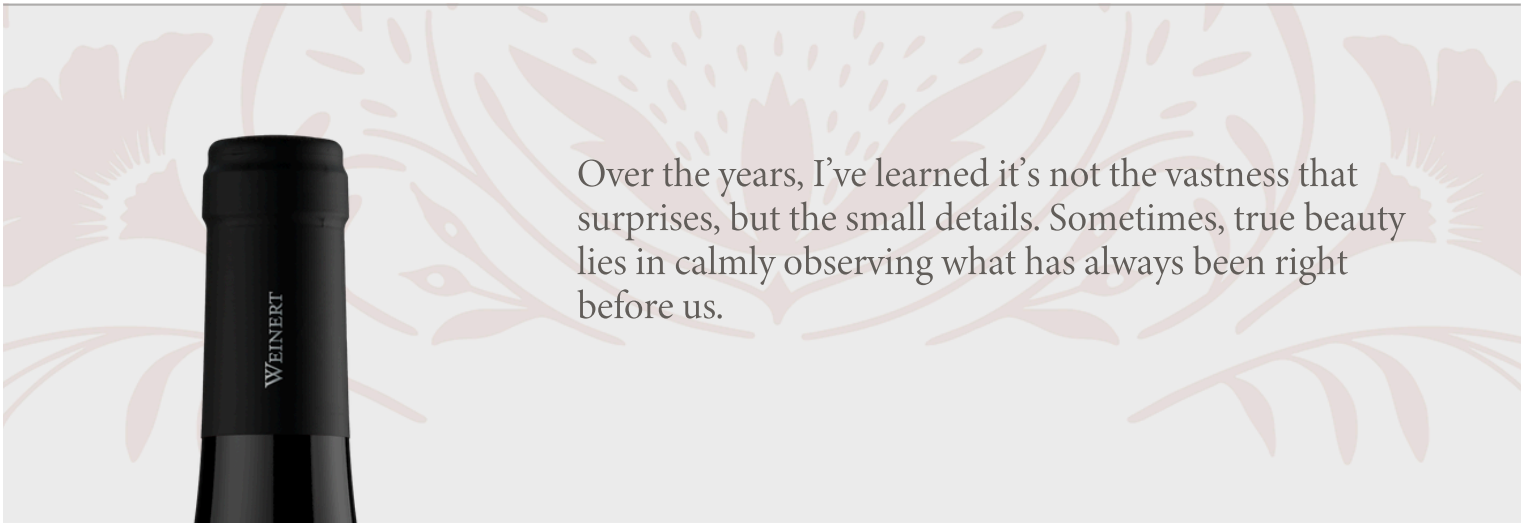 Over the years, I’ve learned it’s not the vastness that
surprises, but the small details. Sometimes, true beauty
lies in calmly observing what has always been right
before us.
WEINERT